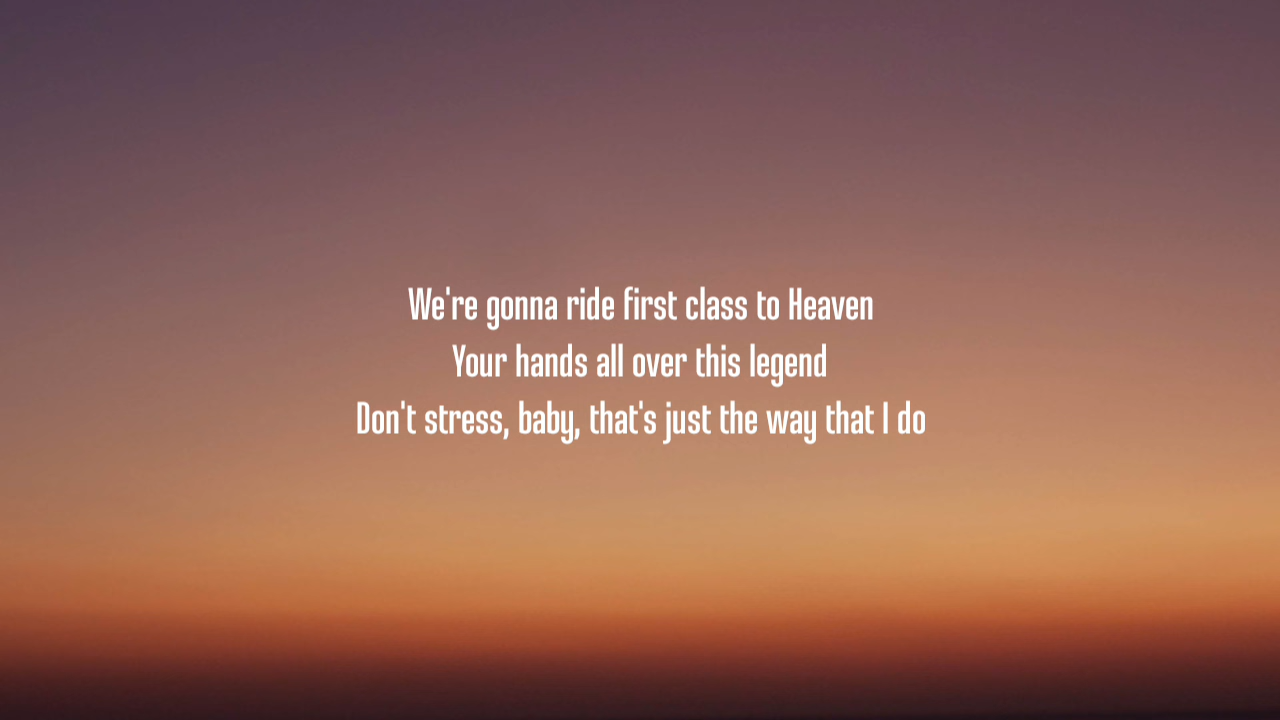 We're gonna ride first class to Heaven
Your hands all over this legend
Don't stress, baby, that's just the way that I do